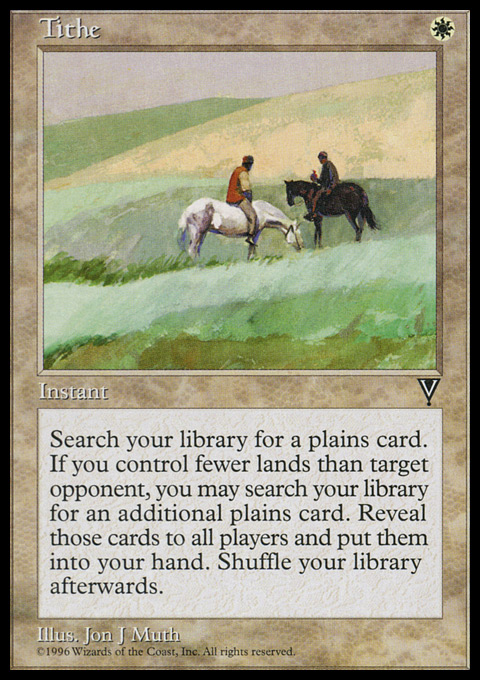 Tithe
Instant
Search your library for a plains card.
If you control fewer lands than target
opponent, you may search your library
for an additional plains card. Reveal
those cards to all players and put them
into your hand. Shuffle your library
afterwards.
Illus. Jon J Muth
©1996 Wizards of the Coast, Inc. All rights reserved.